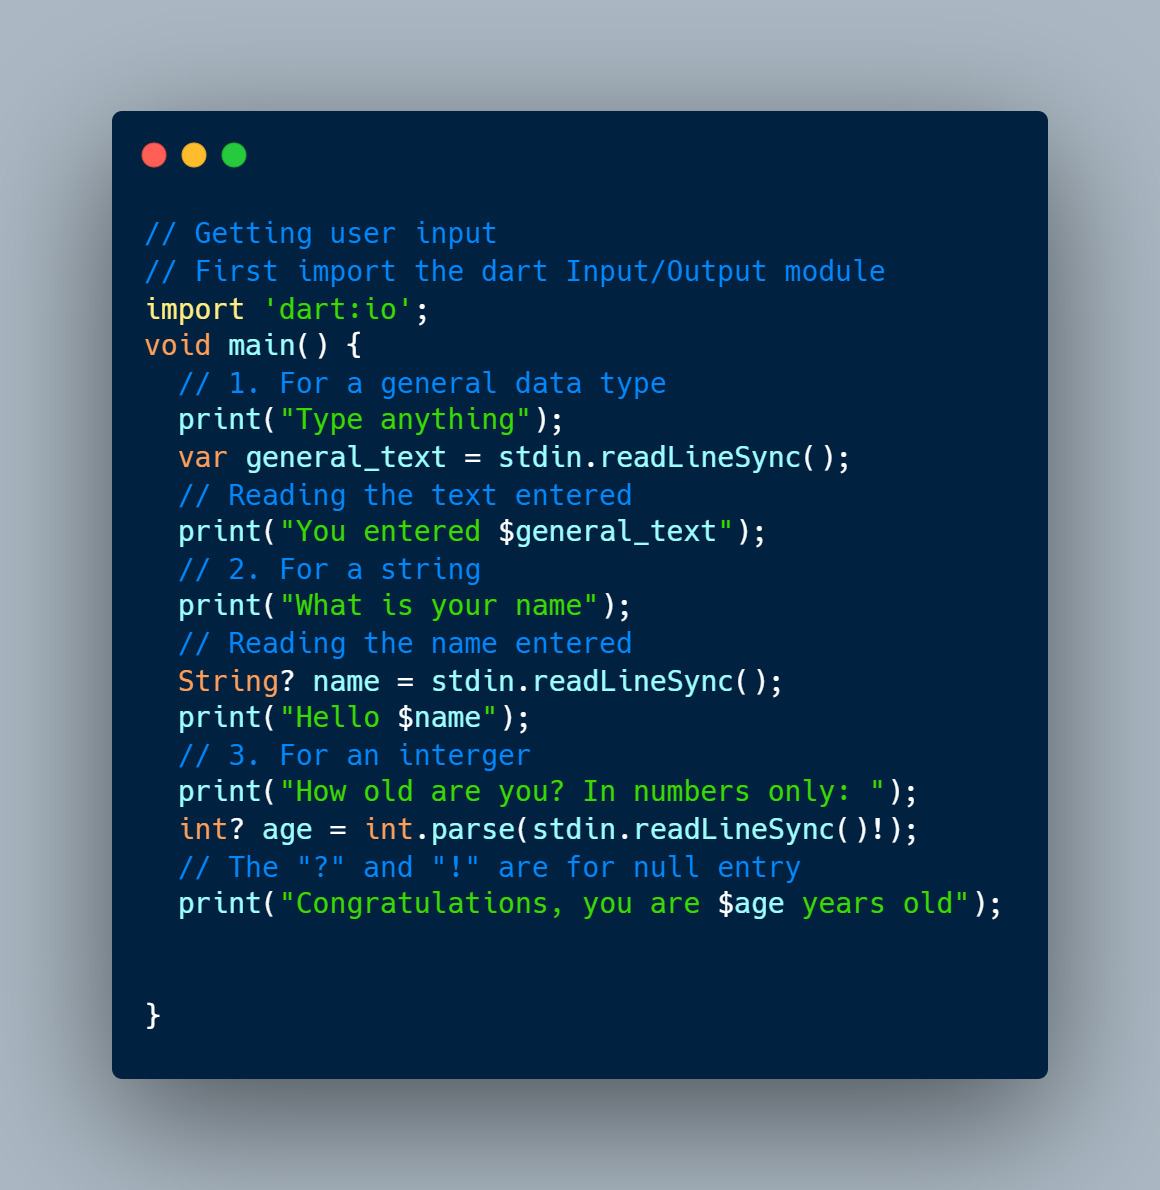 // Getting user input
// First import the dart Input/Output module
import 'dart:io';
void main() {
  // 1. For a general data type
  print("Type anything");
  var general_text = stdin.readLineSync();
  // Reading the text entered
  print("You entered $general_text");
  // 2. For a string
  print("What is your name");
  // Reading the name entered
  String? name = stdin.readLineSync();
  print("Hello $name");
  // 3. For an interger
  print("How old are you? In numbers only: ");
  int? age = int.parse(stdin.readLineSync()!);
  // The "?" and "!" are for null entry
  print("Congratulations, you are $age years old");
}